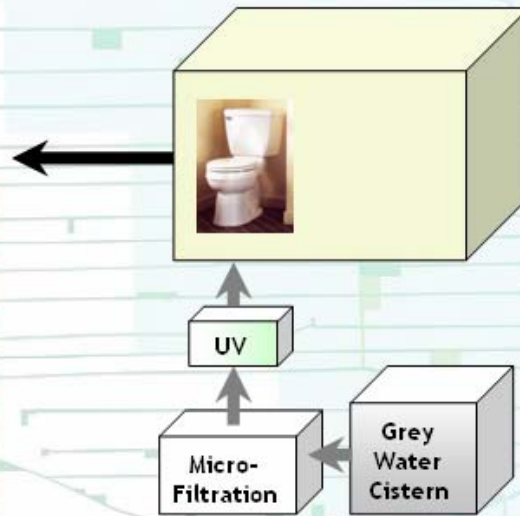 UV
Micro-
Filtration
Grey
Water
Cistern